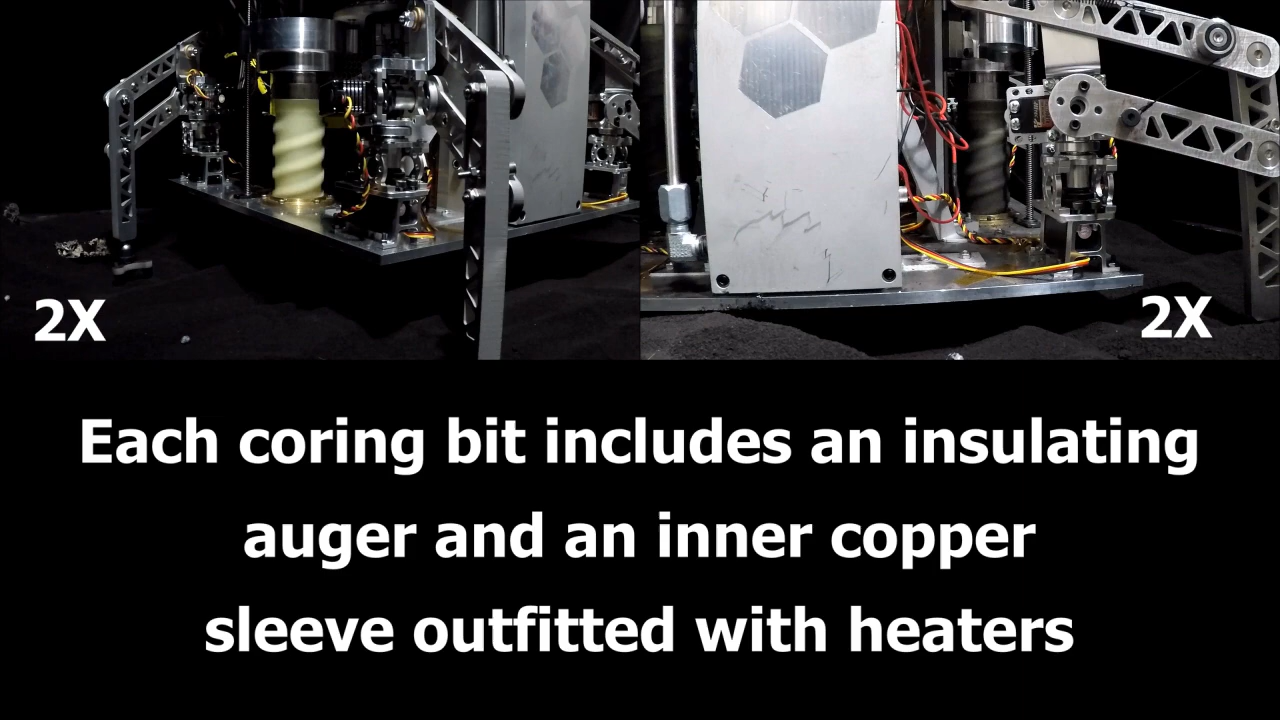 2X
2X
Each coring bit includes an insulating
auger and an inner copper
sleeve outfitted with heaters